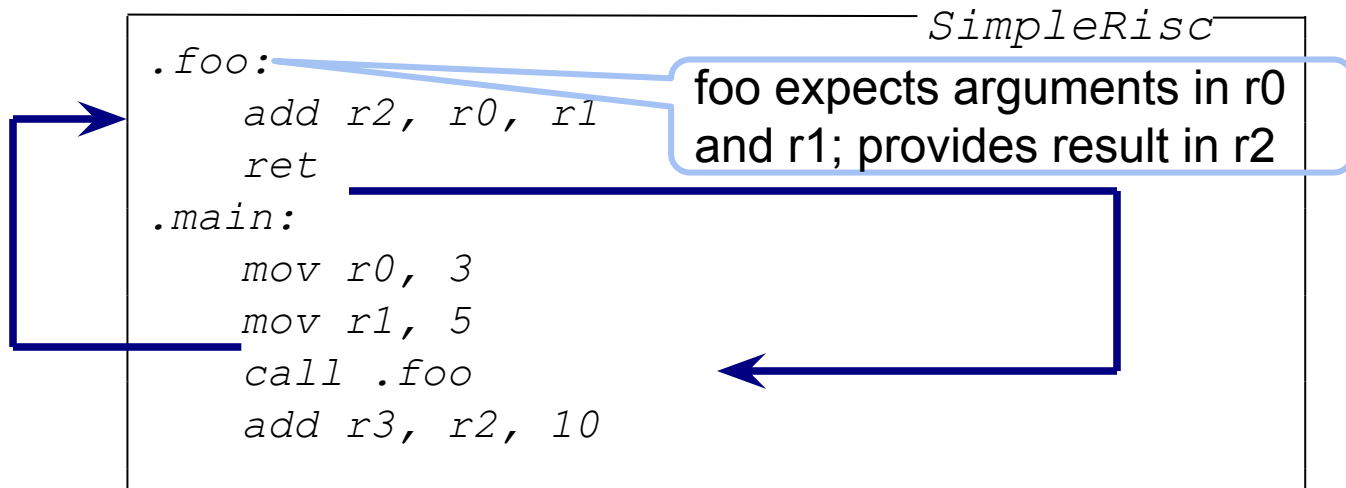 SimpleRisc
.foo:
foo expects arguments in r0
and r1; provides result in r2
add r2, r0, r1
ret
.main:
mov r0, 3
mov r1, 5
call .foo
add r3, r2, 10